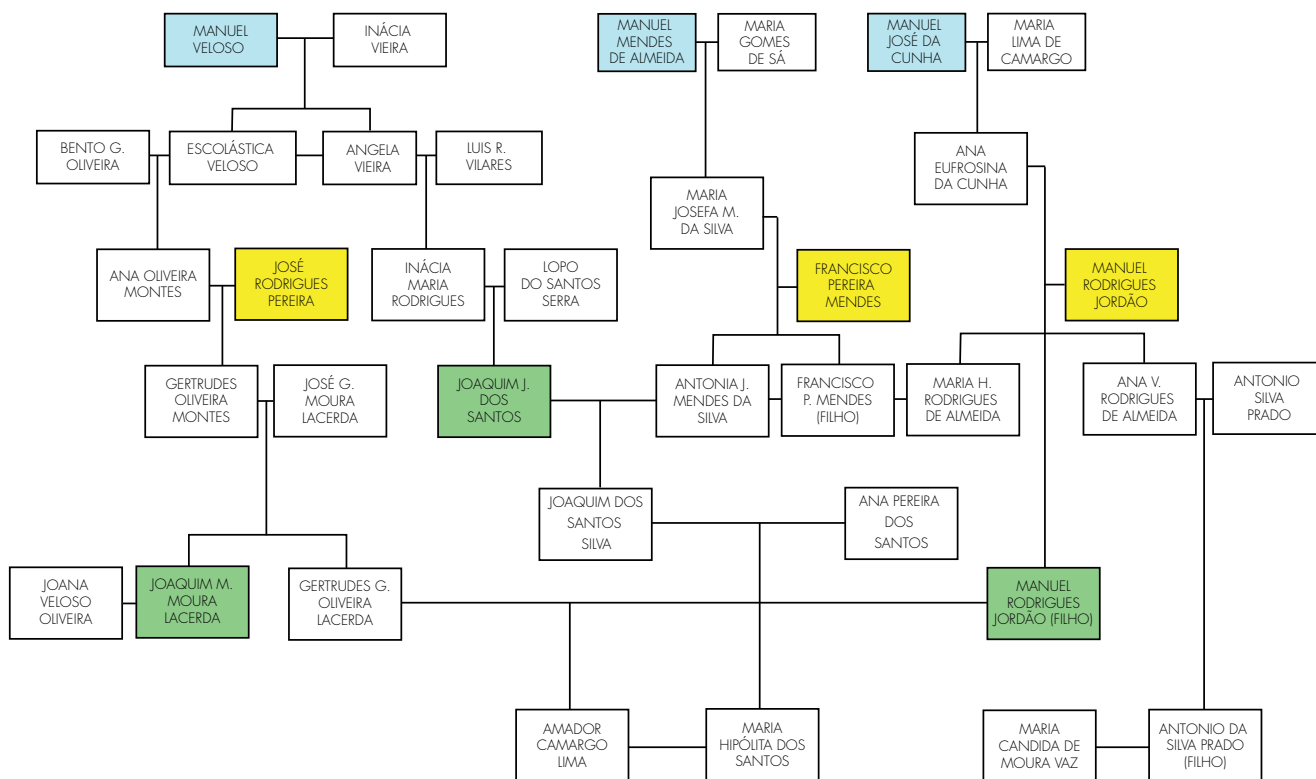 MANUEL
VELOSO
INÁCIA
VIEIRA
MANUEL
MENDES
DE ALMEIDA
MARIA
GOMES
DE SÁ
MANUEL
JOSÉ DA
CUNHA
MARIA
LIMA DE
CAMARGO
BENTO G.
OLIVEIRA
ESCOLÁSTICA
VELOSO
ANGELA
VIEIRA
LUIS R.
VILARES
ANA
EUFROSINA
DA CUNHA
MARIA
JOSEFA M.
DA SILVA
ANA OLIVEIRA
MONTES
JOSÉ
RODRIGUES
PEREIRA
INÁCIA
MARIA
RODRIGUES
LOPO
DO SANTOS
SERRA
FRANCISCO
PEREIRA
MENDES
MANUEL
RODRIGUES
JORDÃO
GERTRUDES
OLIVEIRA
MONTES
JOSÉ G.
MOURA
LACERDA
JOAQUIM J.
DOS
SANTOS
ANTONIA J.
MENDES DA
SILVA
FRANCISCO
P. MENDES
(FILHO)
MARIA H.
RODRIGUES
DE ALMEIDA
ANA V.
RODRIGUES
DE ALMEIDA
ANTONIO
SILVA
PRADO
JOAQUIM DOS
SANTOS
SILVA
ANA PEREIRA
DOS
SANTOS
JOANA
VELOSO
OLIVEIRA
JOAQUIM M.
MOURA
LACERDA
GERTRUDES G.
OLIVEIRA
LACERDA
MANUEL
RODRIGUES
JORDÃO (FILHO)
AMADOR
CAMARGO
LIMA
MARIA
HIPÓLITA DOS
SANTOS
MARIA
CANDIDA DE
MOURA VAZ
ANTONIO DA
SILVA PRADO
(FILHO)